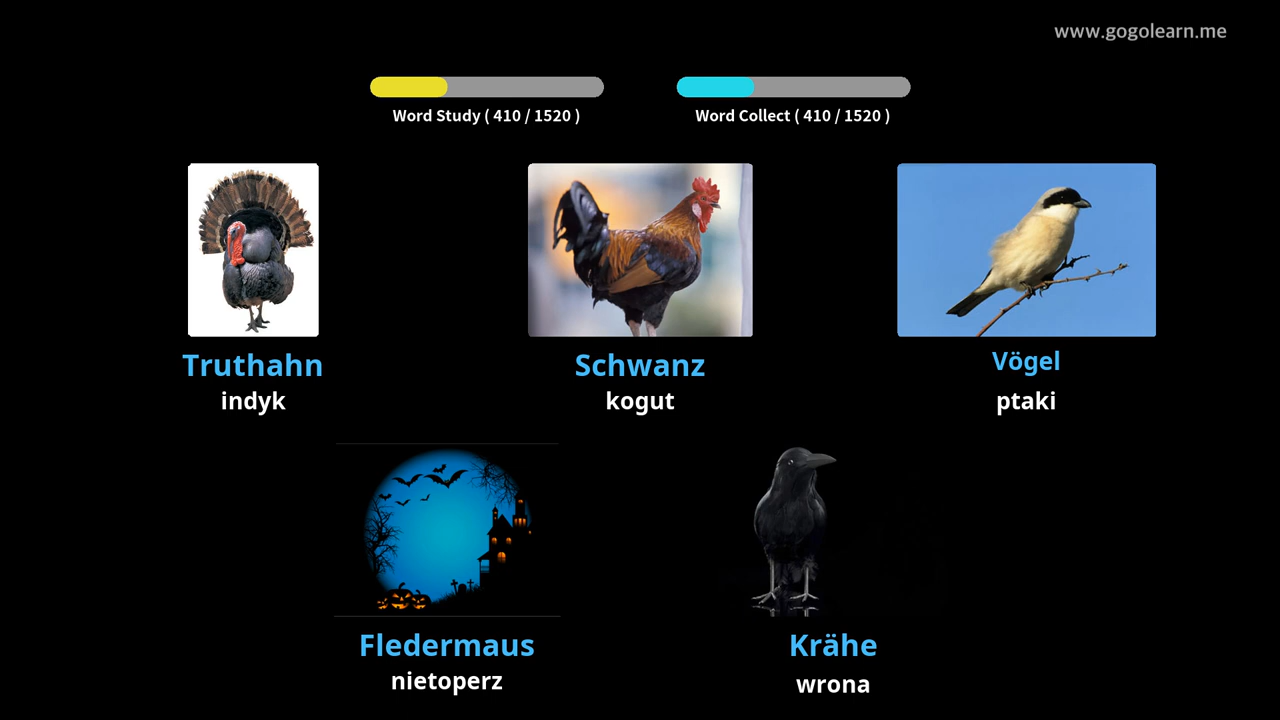 www.gogolearn.me
Word Study ( 410 / 1520 )
Word Collect ( 410 / 1520 )
Truthahn
indyk
Schwanz
kogut
Vögel
ptaki
Fledermaus
nietoperz
Krähe
wrona